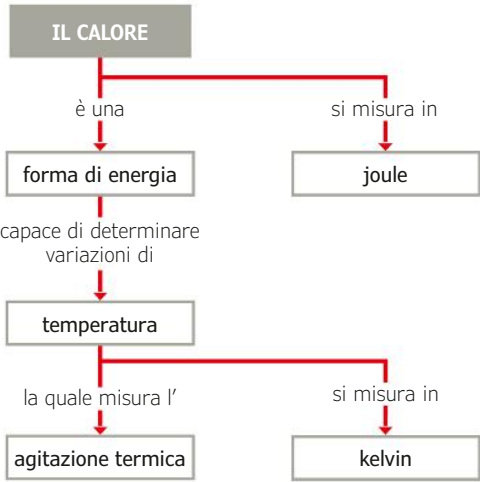 IL CALORE
è una
si misura in
forma di energia
joule
capace di determinare
variazioni di
temperatura
la quale misura l'
si misura in
agitazione termica
kelvin